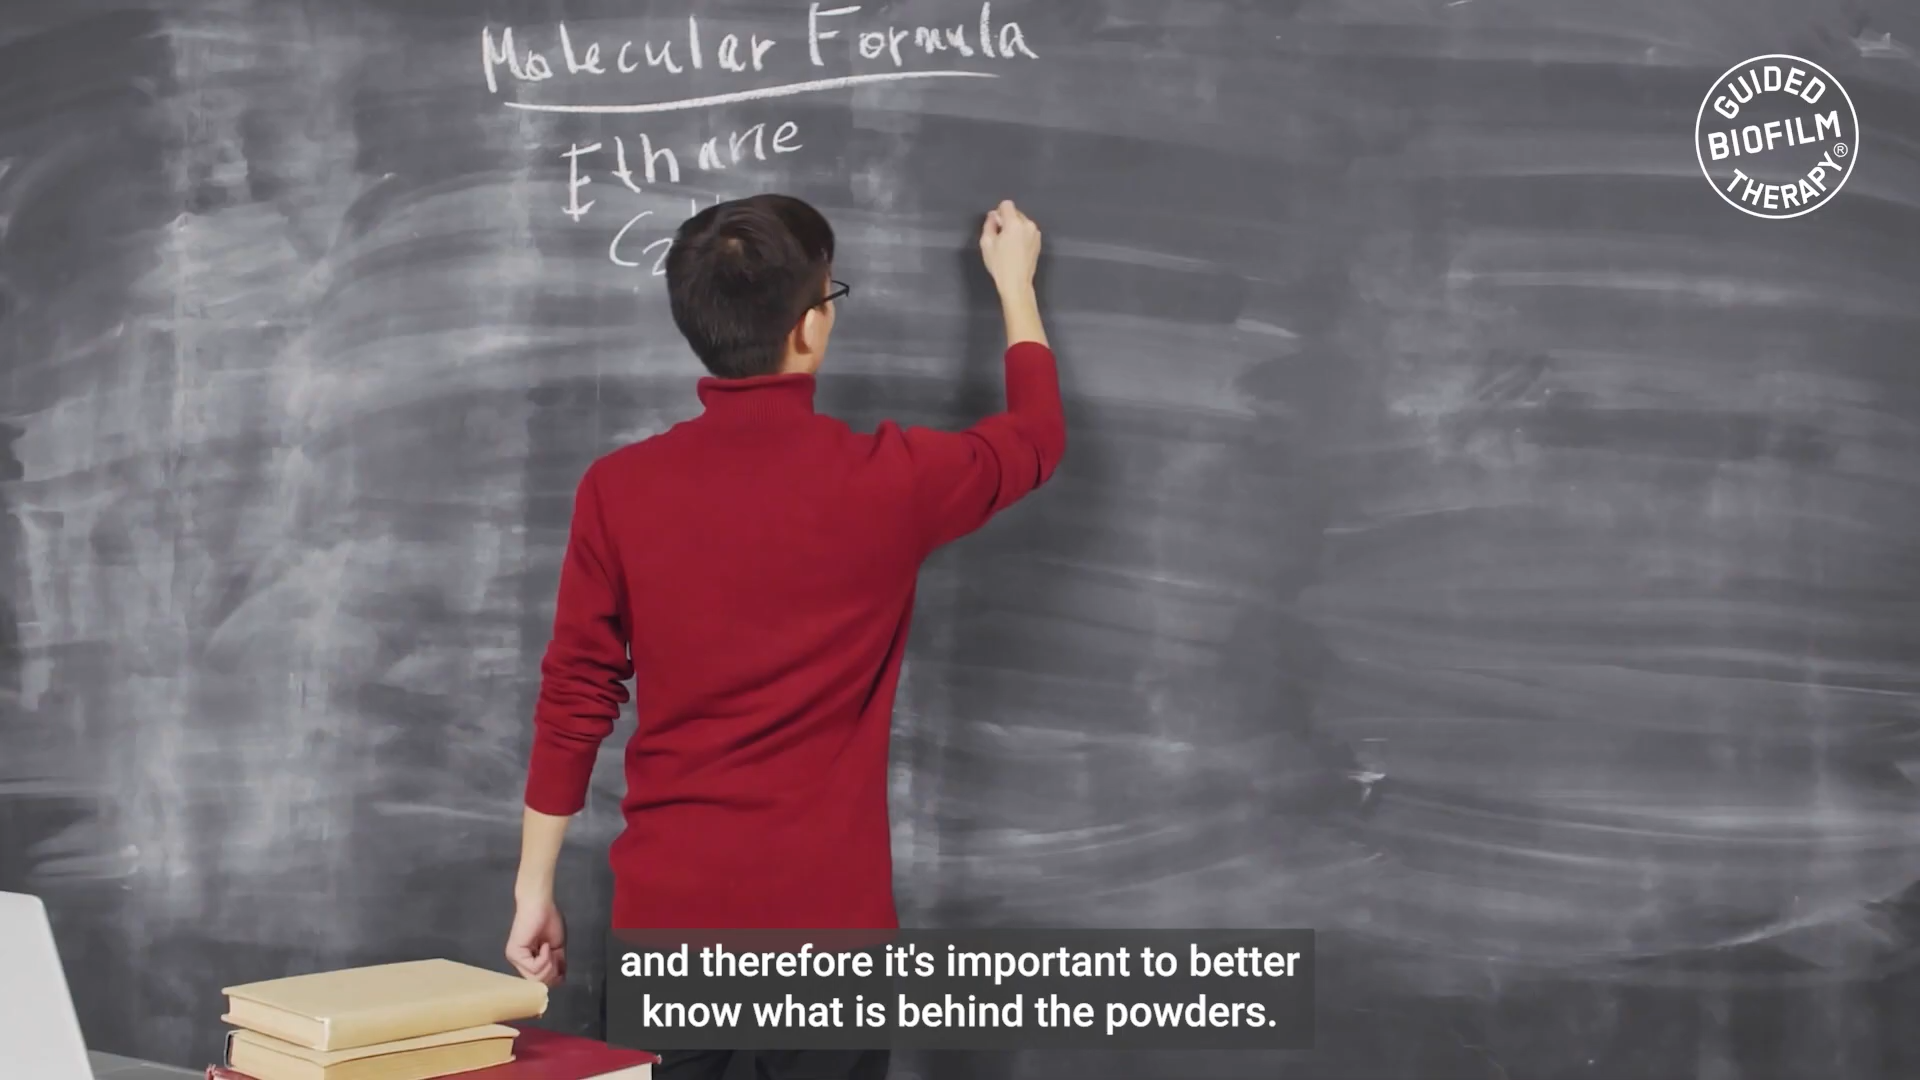 Molecular Formula
Ethane
C2
GUIDED
BIOFILM
THERAPY®
and therefore it's important to better
know what is behind the powders.